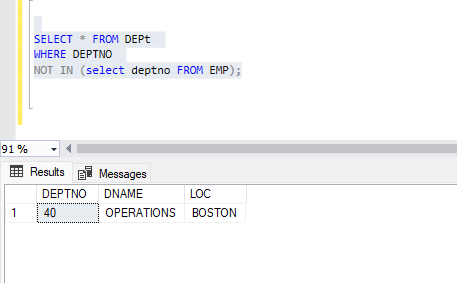 SELECT * FROM DEPt
WHERE DEPTNO
NOT IN (select deptno FROM EMP);
91 %
Results Messages
DEPTNO DNAME LOC
1 40 OPERATIONS BOSTON